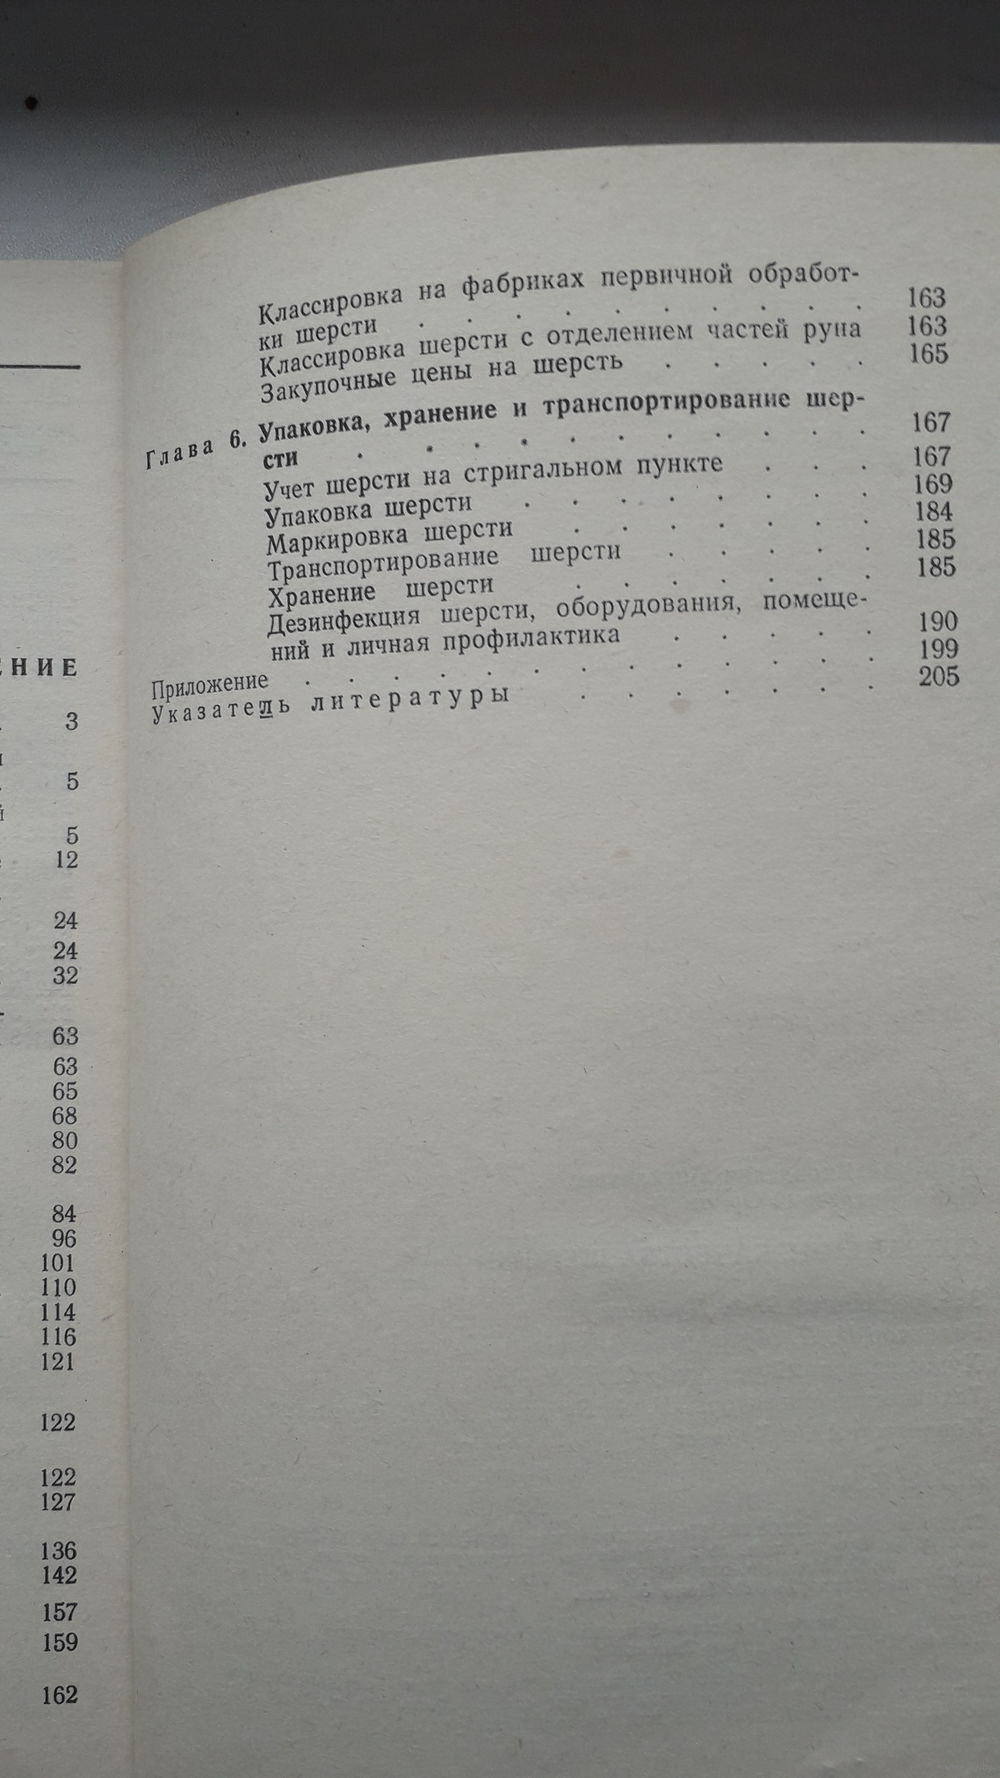 ЕНИЕ
3
5
й
5
12
24
24
32
63
63
65
68
80
82
84
96
101
110
114
116
121
122
122
127
136
142
157
159
162
Классировка на фабриках первичной обработ-
ки шерсти . . . . . . . . . . 163
Классировка шерсти с отделением частей руна 163
Закупочные цены на шерсть . . . . . 165
Глава 6. Упаковка, хранение и транспортирование шер-
сти . . . . . . . . . . . 167
Учет шерсти на стригальном пункте . . . 167
Упаковка шерсти . . . . . . . . 169
Маркировка шерсти . . . . . . . 184
Транспортирование шерсти . . . . . 185
Хранение шерсти . . . . . . . 185
Дезинфекция шерсти, оборудования, помеще-
ний и личная профилактика . . . . . 190
Приложение . . . . . . . . . . . . . 199
Указатель литературы . . . . . . . 205